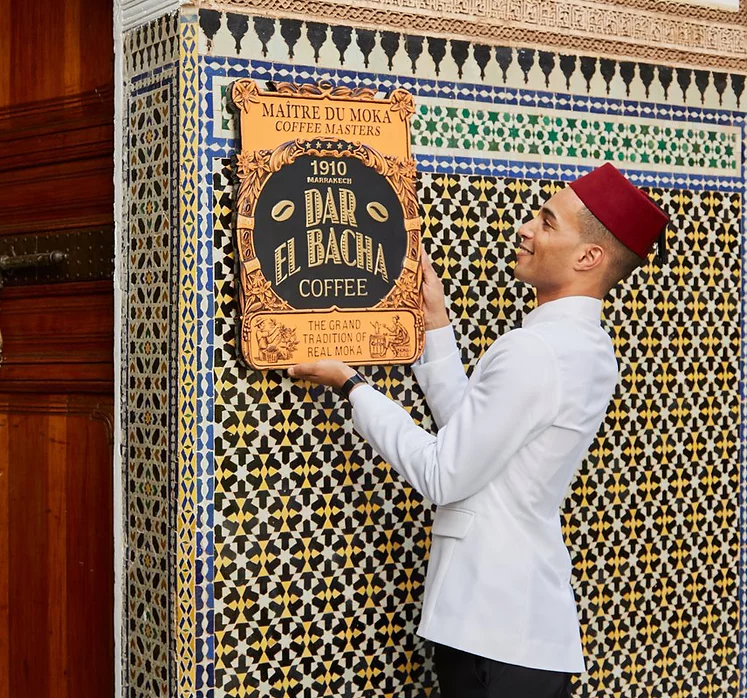 MAÎTRE DU MOKA
COFFEE MASTERS
1910
MARRAKECH
DAR
EL BACHA
COFFEE
THE GRAND
TRADITION OF
REAL MOKA